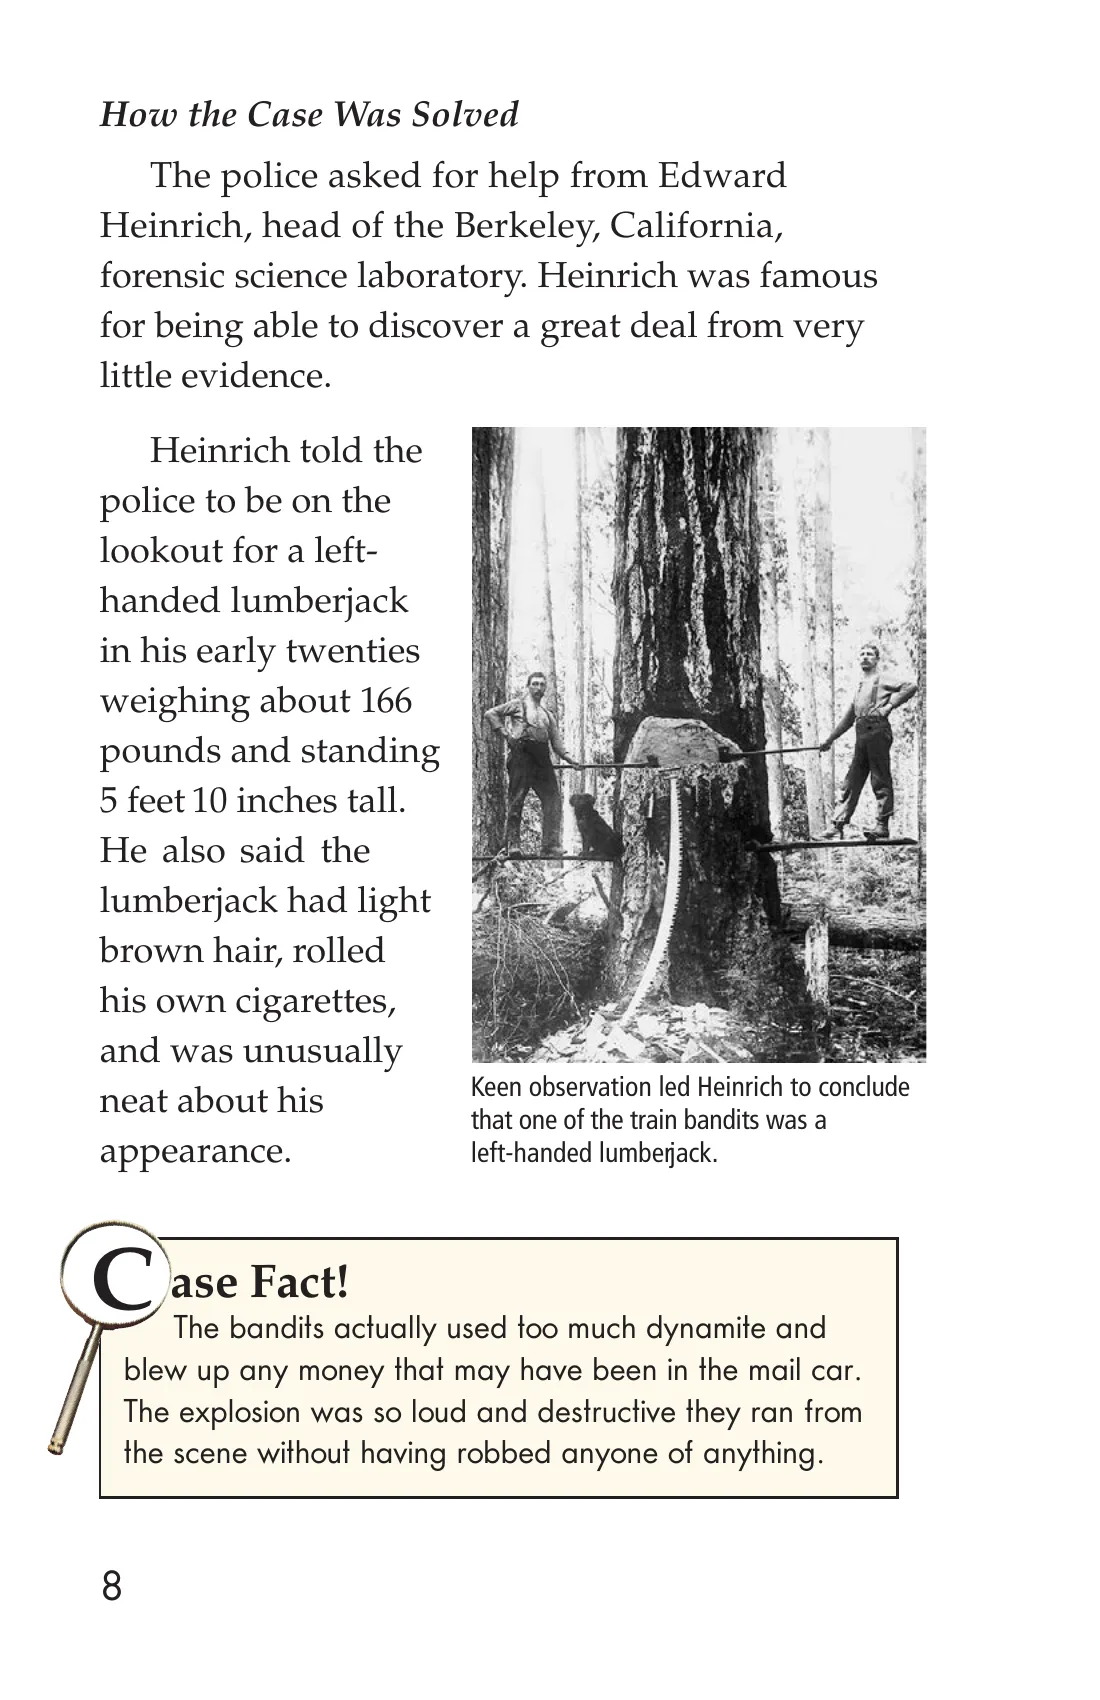 How the Case Was Solved
The police asked for help from Edward
Heinrich, head of the Berkeley, California,
forensic science laboratory. Heinrich was famous
for being able to discover a great deal from very
little evidence.
Heinrich told the
police to be on the
lookout for a left-
handed lumberjack
in his early twenties
weighing about 166
pounds and standing
5 feet 10 inches tall.
He also said the
lumberjack had light
brown hair, rolled
his own cigarettes,
and was unusually
neat about his
appearance.
Keen observation led Heinrich to conclude
that one of the train bandits was a
left-handed lumberjack.
Case Fact!
The bandits actually used too much dynamite and
blew up any money that may have been in the mail car.
The explosion was so loud and destructive they ran from
the scene without having robbed anyone of anything.
8